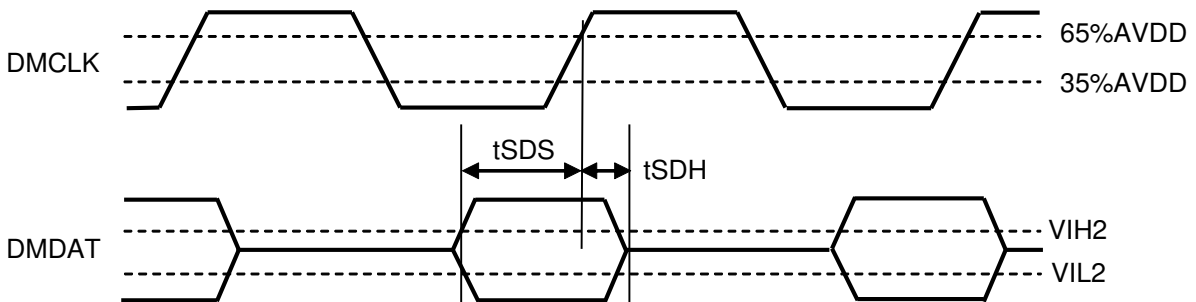 65%AVDD
DMCLK
35%AVDD
tSDS
tSDH
VIH2
DMDAT
VIL2